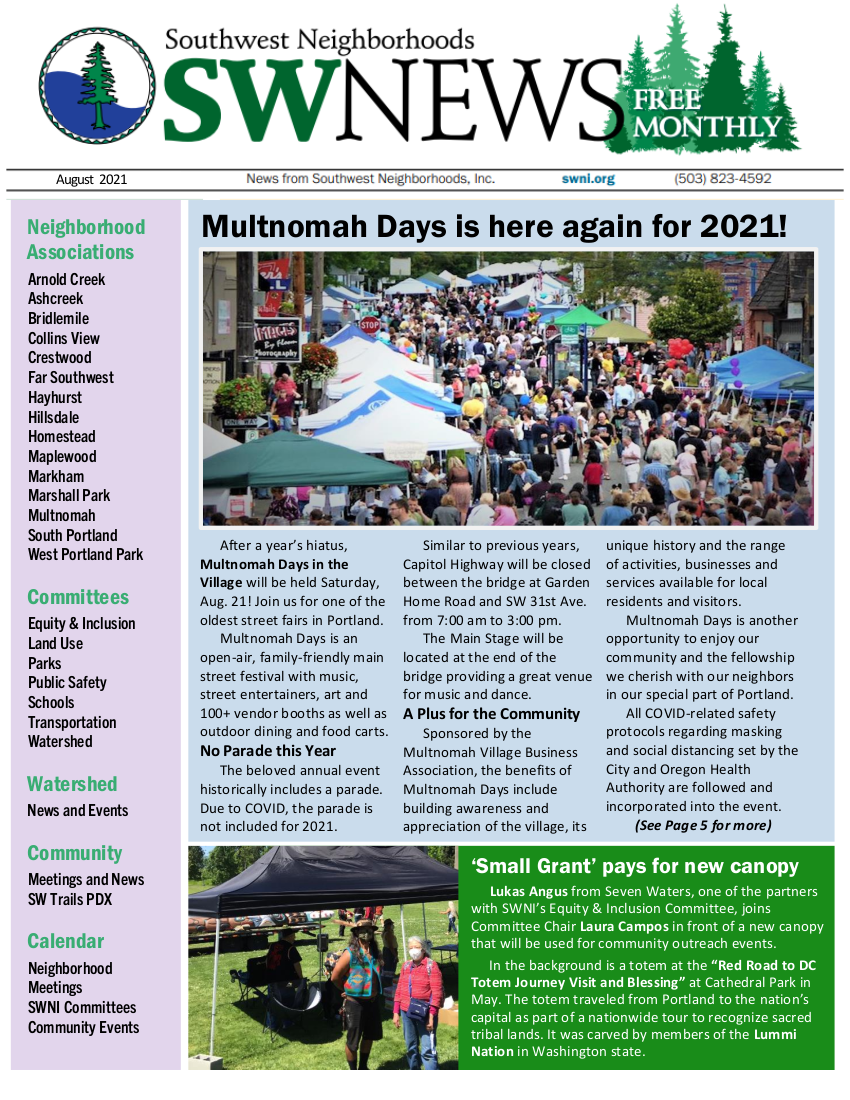 Southwest Neighborhoods
SWNEWS
FREE
MONTHLY
August 2021
News from Southwest Neighborhoods, Inc.
swni.org
(503) 823-4592
Neighborhood
Associations
Arnold Creek
Ashcreek
Bridlemile
Collins View
Crestwood
Far Southwest
Hayhurst
Hillsdale
Homestead
Maplewood
Markham
Marshall Park
Multnomah
South Portland
West Portland Park
Committees
Equity & Inclusion
Land Use
Parks
Public Safety
Schools
Transportation
Watershed
Watershed
News and Events
Community
Meetings and News
SW Trails PDX
Calendar
Neighborhood
Meetings
SWNI Committees
Community Events
Multnomah Days is here again for 2021!
STOP
IMAGES
By Floom
Photography
ONE WAY
After a year’s hiatus,
Multnomah Days in the
Village will be held Saturday,
Aug. 21! Join us for one of the
oldest street fairs in Portland.
Multnomah Days is an
open-air, family-friendly main
street festival with music,
street entertainers, art and
100+ vendor booths as well as
outdoor dining and food carts.
No Parade this Year
The beloved annual event
historically includes a parade.
Due to COVID, the parade is
not included for 2021.
Similar to previous years,
Capitol Highway will be closed
between the bridge at Garden
Home Road and SW 31st Ave.
from 7:00 am to 3:00 pm.
The Main Stage will be
located at the end of the
bridge providing a great venue
for music and dance.
A Plus for the Community
Sponsored by the
Multnomah Village Business
Association, the benefits of
Multnomah Days include
building awareness and
appreciation of the village, its
unique history and the range
of activities, businesses and
services available for local
residents and visitors.
Multnomah Days is another
opportunity to enjoy our
community and the fellowship
we cherish with our neighbors
in our special part of Portland.
All COVID-related safety
protocols regarding masking
and social distancing set by the
City and Oregon Health
Authority are followed and
incorporated into the event.
(See Page 5 for more)
‘Small Grant’ pays for new canopy
Lukas Angus from Seven Waters, one of the partners
with SWNI’s Equity & Inclusion Committee, joins
Committee Chair Laura Campos in front of a new canopy
that will be used for community outreach events.
In the background is a totem at the “Red Road to DC
Totem Journey Visit and Blessing” at Cathedral Park in
May. The totem traveled from Portland to the nation’s
capital as part of a nationwide tour to recognize sacred
tribal lands. It was carved by members of the Lummi
Nation in Washington state.